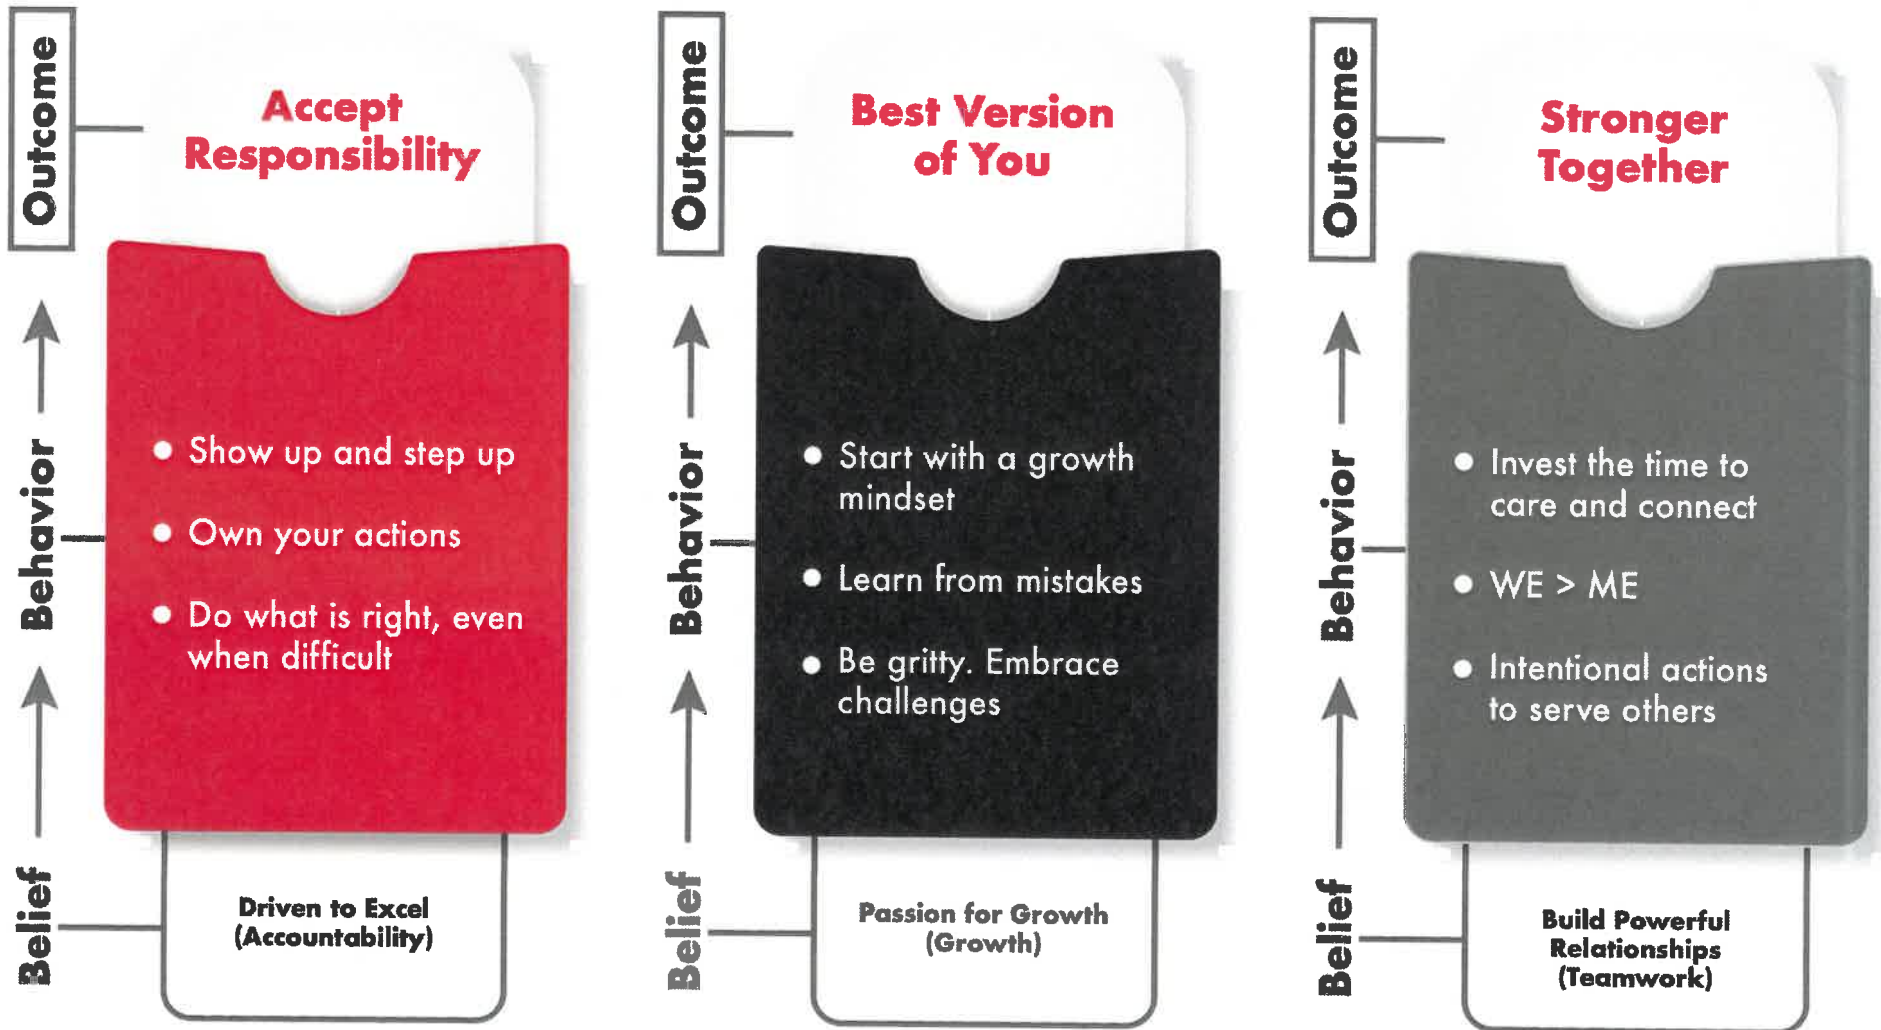 Outcome
Accept
Responsibility
Behavior
• Show up and step up
• Own your actions
• Do what is right, even
when difficult
Belief
Driven to Excel
(Accountability)
Outcome
Best Version
of You
Behavior
• Start with a growth
mindset
• Learn from mistakes
• Be gritty. Embrace
challenges
Belief
Passion for Growth
(Growth)
Outcome
Stronger
Together
Behavior
• Invest the time to
care and connect
• WE > ME
• Intentional actions
to serve others
Belief
Build Powerful
Relationships
(Teamwork)